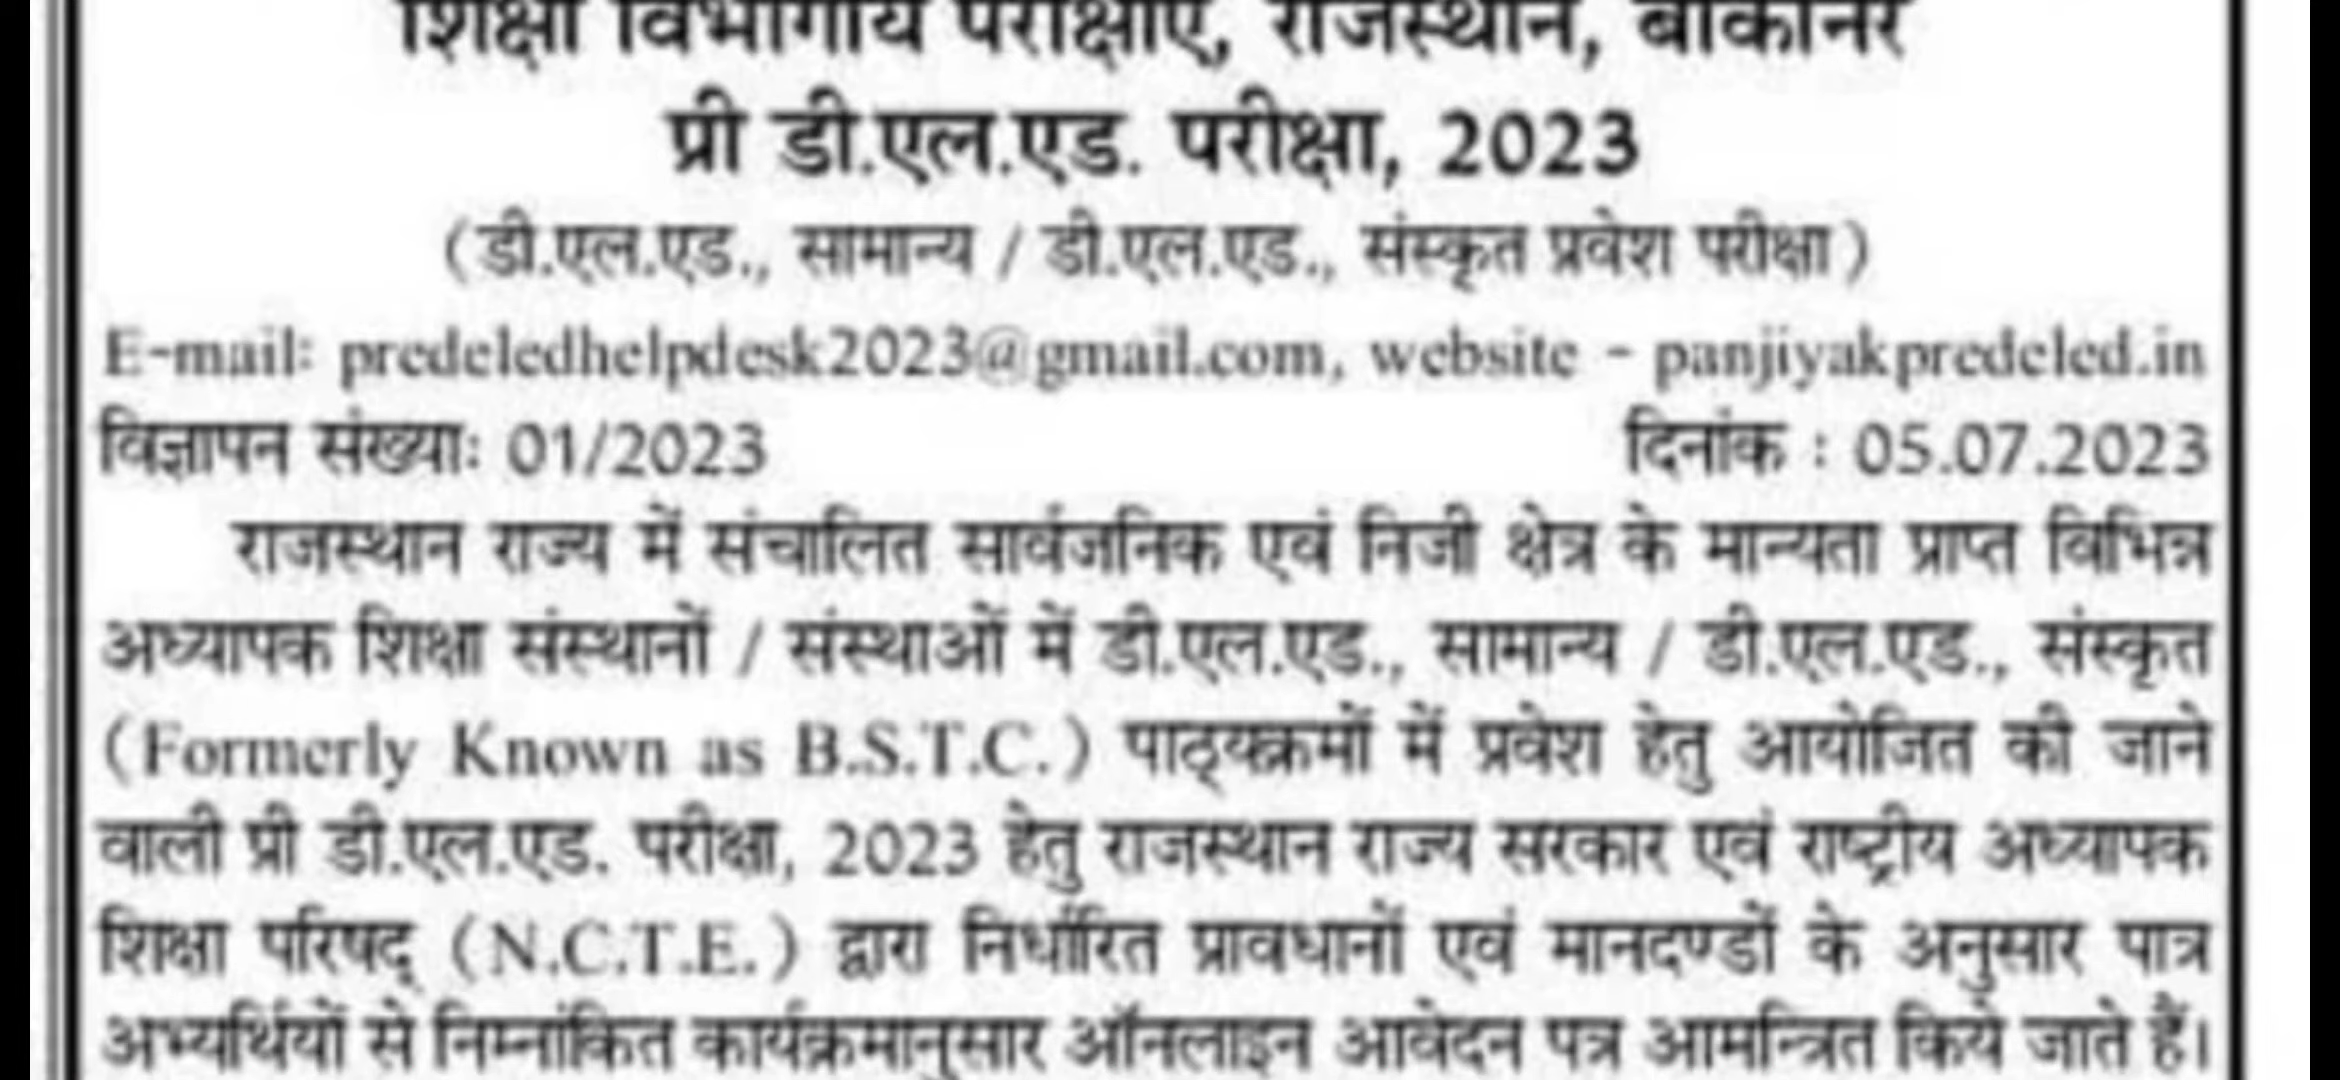 शिक्षा विभागीय परीक्षाएं, राजस्थान, बीकानेर
प्री डी.एल.एड. परीक्षा, 2023
(डी.एल.एड., सामान्य / डी.एल.एड., संस्कृत प्रवेश परीक्षा)
E-mail: predeledhelpdesk2023@gmail.com, website - panjiyakpredeled.in
विज्ञापन संख्याः 01/2023 दिनांक : 05.07.2023
राजस्थान राज्य में संचालित सार्वजनिक एवं निजी क्षेत्र के मान्यता प्राप्त विभिन्न
अध्यापक शिक्षा संस्थानों / संस्थाओं में डी.एल.एड., सामान्य / डी.एल.एड., संस्कृत
(Formerly Known as B.S.T.C.) पाठ्यक्रमों में प्रवेश हेतु आयोजित की जाने
वाली प्री डी.एल.एड. परीक्षा, 2023 हेतु राजस्थान राज्य सरकार एवं राष्ट्रीय अध्यापक
शिक्षा परिषद् (N.C.T.E.) द्वारा निर्धारित प्रावधानों एवं मानदण्डों के अनुसार पात्र
अभ्यर्थियों से निम्नांकित कार्यक्रमानुसार ऑनलाइन आवेदन पत्र आमन्त्रित किये जाते हैं।